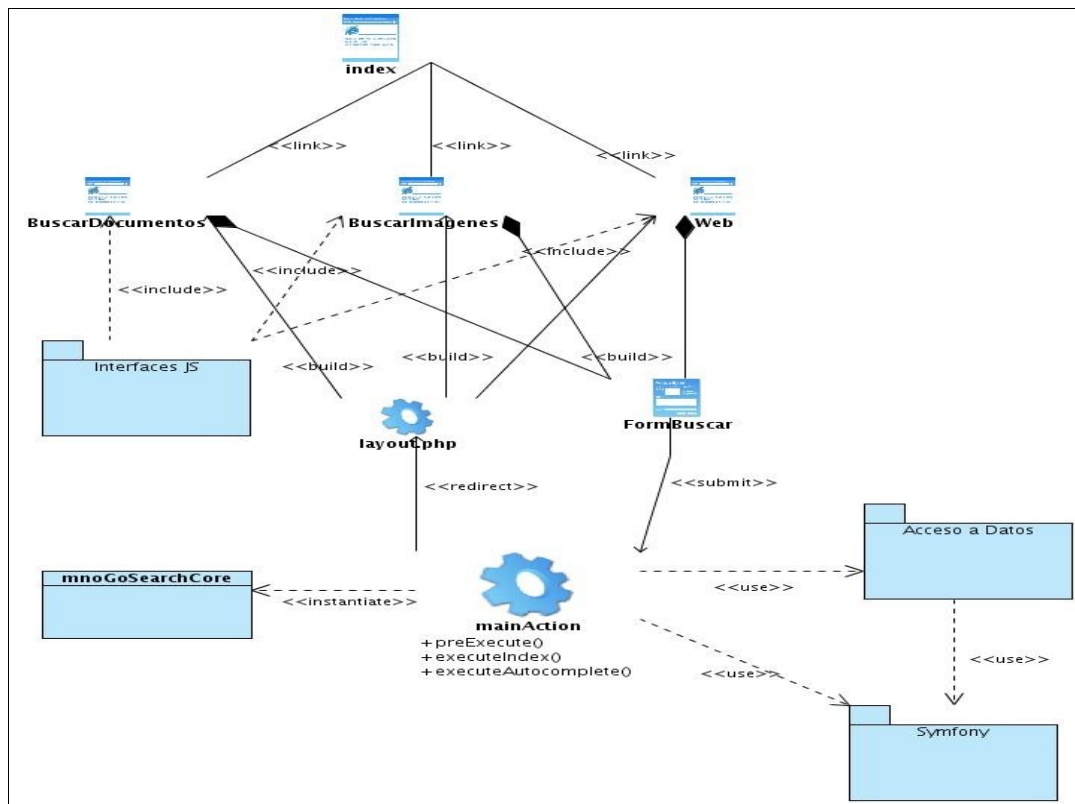 index
<<link>>
<<link>>
<<link>>
BuscarDocumentos
BuscarImagenes
Web
<<include>>
<<include>>
<<include>>
Interfaces JS
<<build>>
<<build>>
<<build>>
layout.php
FormBuscar
<<redirect>>
<<submit>>
Acceso a Datos
mnoGoSearchCore
<<instantiate>>
<<use>>
mainAction
+preExecute()
+executeIndex()
+executeAutocomplete()
<<use>>
<<use>>
Symfony